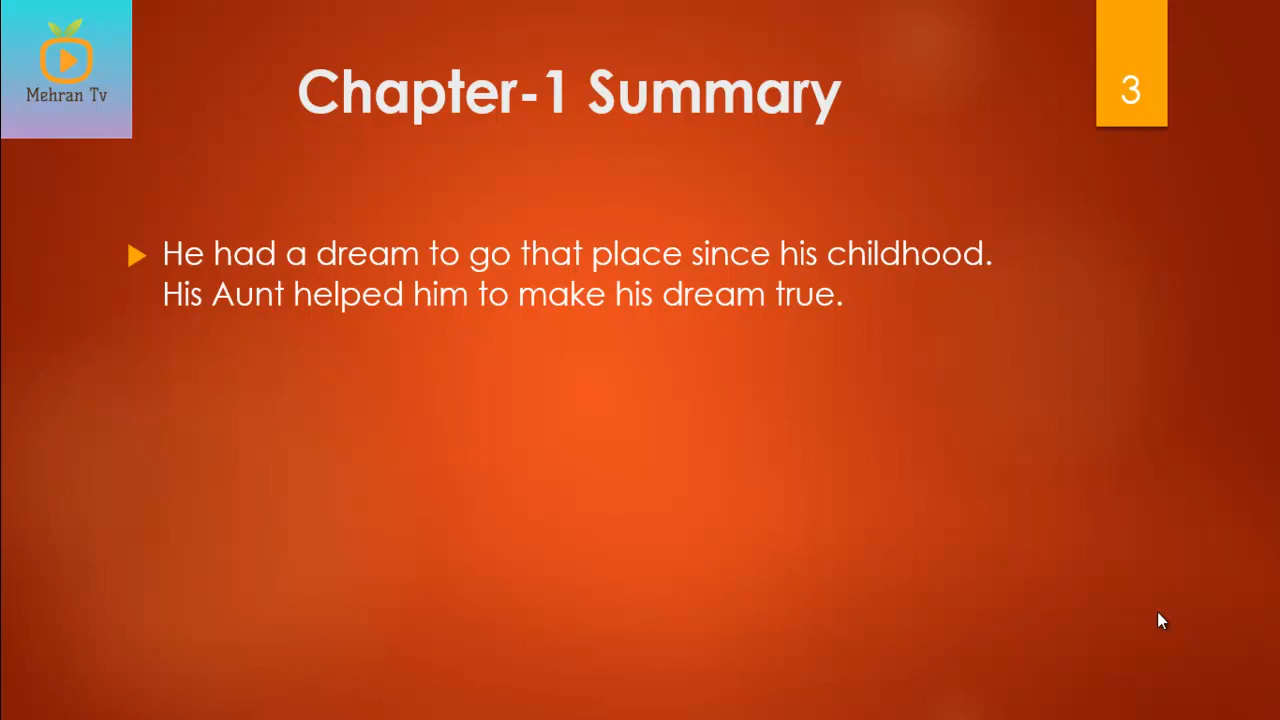 Mehran Tv
Chapter-1 Summary
3
He had a dream to go that place since his childhood.
His Aunt helped him to make his dream true.